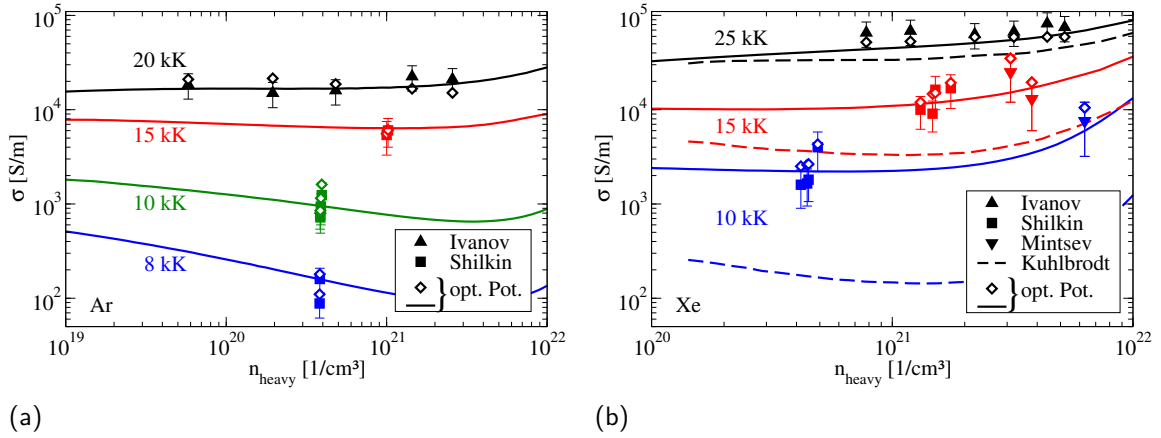 10⁵
10⁴
10³
10²
σ [S/m]
20 kK
15 kK
10 kK
8 kK
Ar
Ivanov
Shilkin
opt. Pot.
10¹⁹ 10²⁰ 10²¹ 10²²
n_heavy [1/cm³]
(a)
10⁵
10⁴
10³
10²
σ [S/m]
25 kK
15 kK
10 kK
Xe
Ivanov
Shilkin
Mintsev
Kuhlbrodt
opt. Pot.
10²⁰ 10²¹ 10²²
n_heavy [1/cm³]
(b)